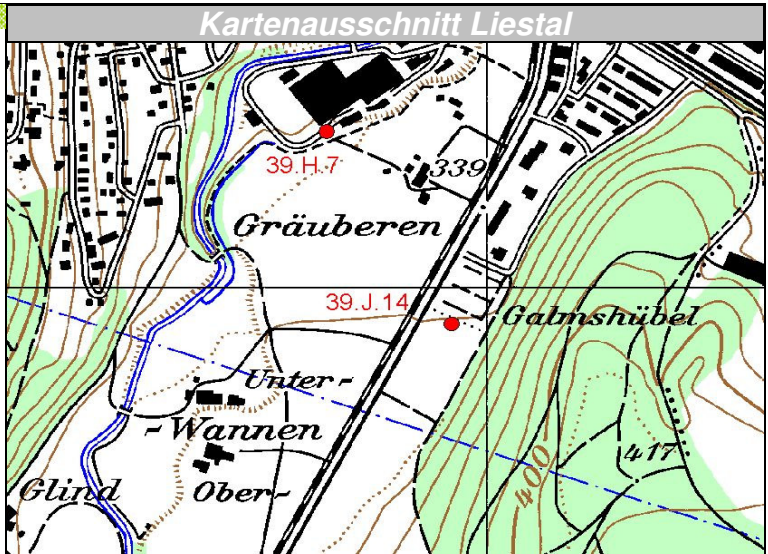 Kartenausschnitt Liestal
39.H.7
339
Gräuberen
39.J.14
Galmshübel
Unter-
-Wannen
417
400
Glind
Ober-